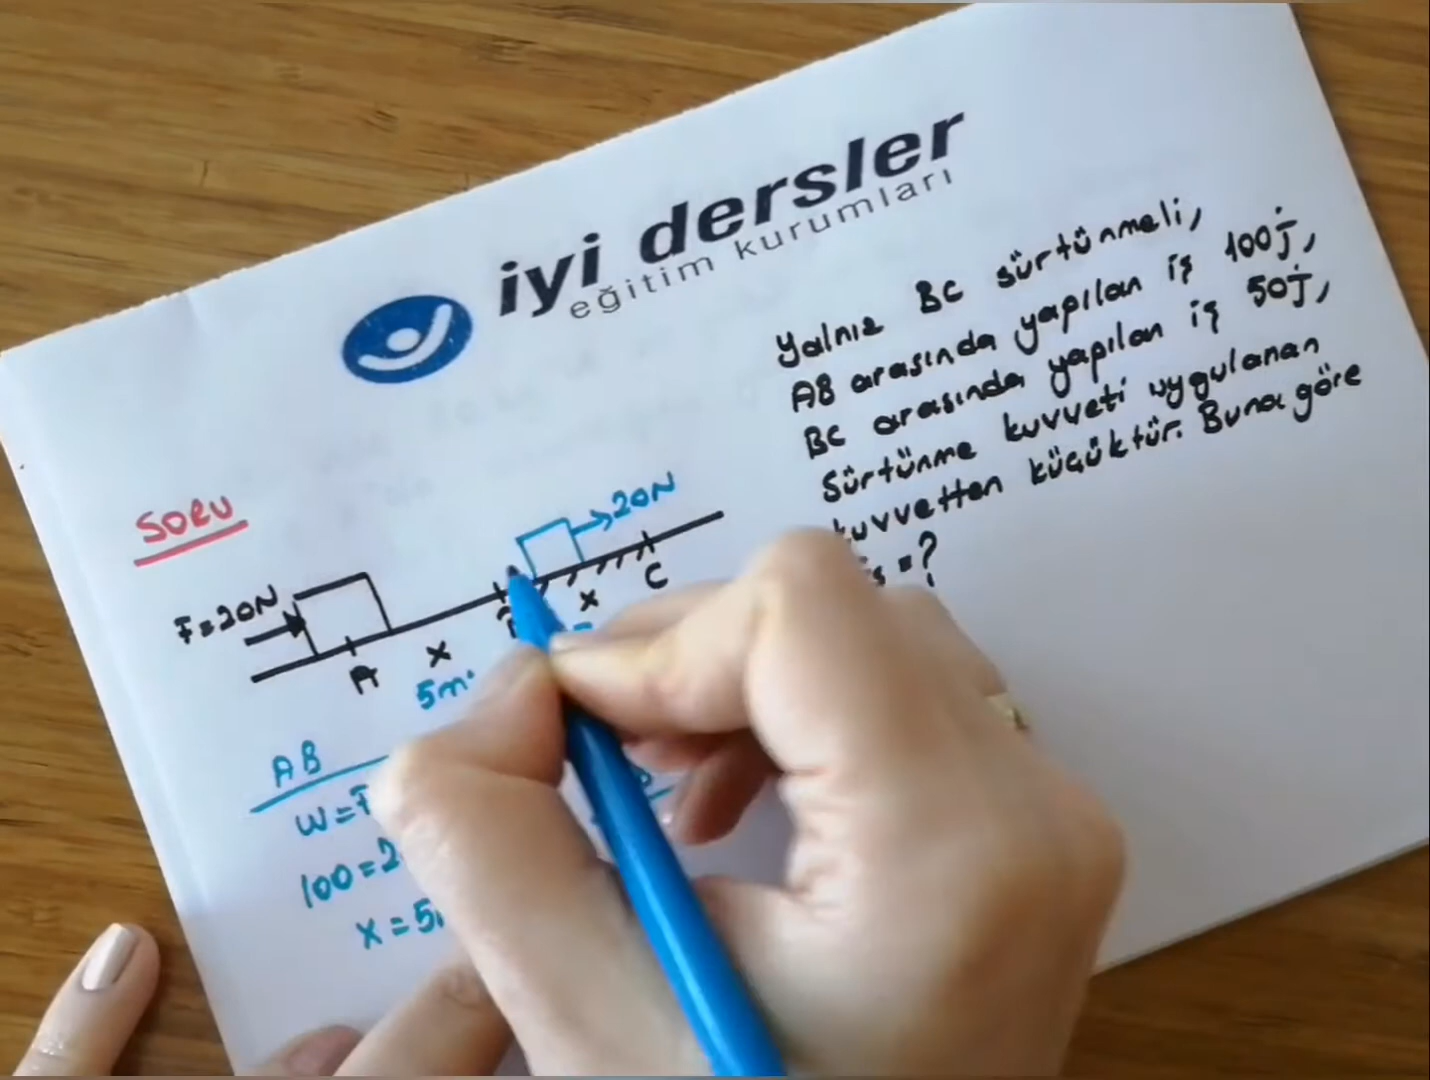 iyi dersler
eğitim kurumları
Yalnız BC sürtünmeli,
AB arasında yapılan iş 100j,
BC arasında yapılan iş 50j,
Sürtünme kuvveti uygulanan
kuvvetten küçüktür. Buna göre
=?
SORU
20N
F=20N
C
x
A
x
5m
AB
W=F
100=2
x=5